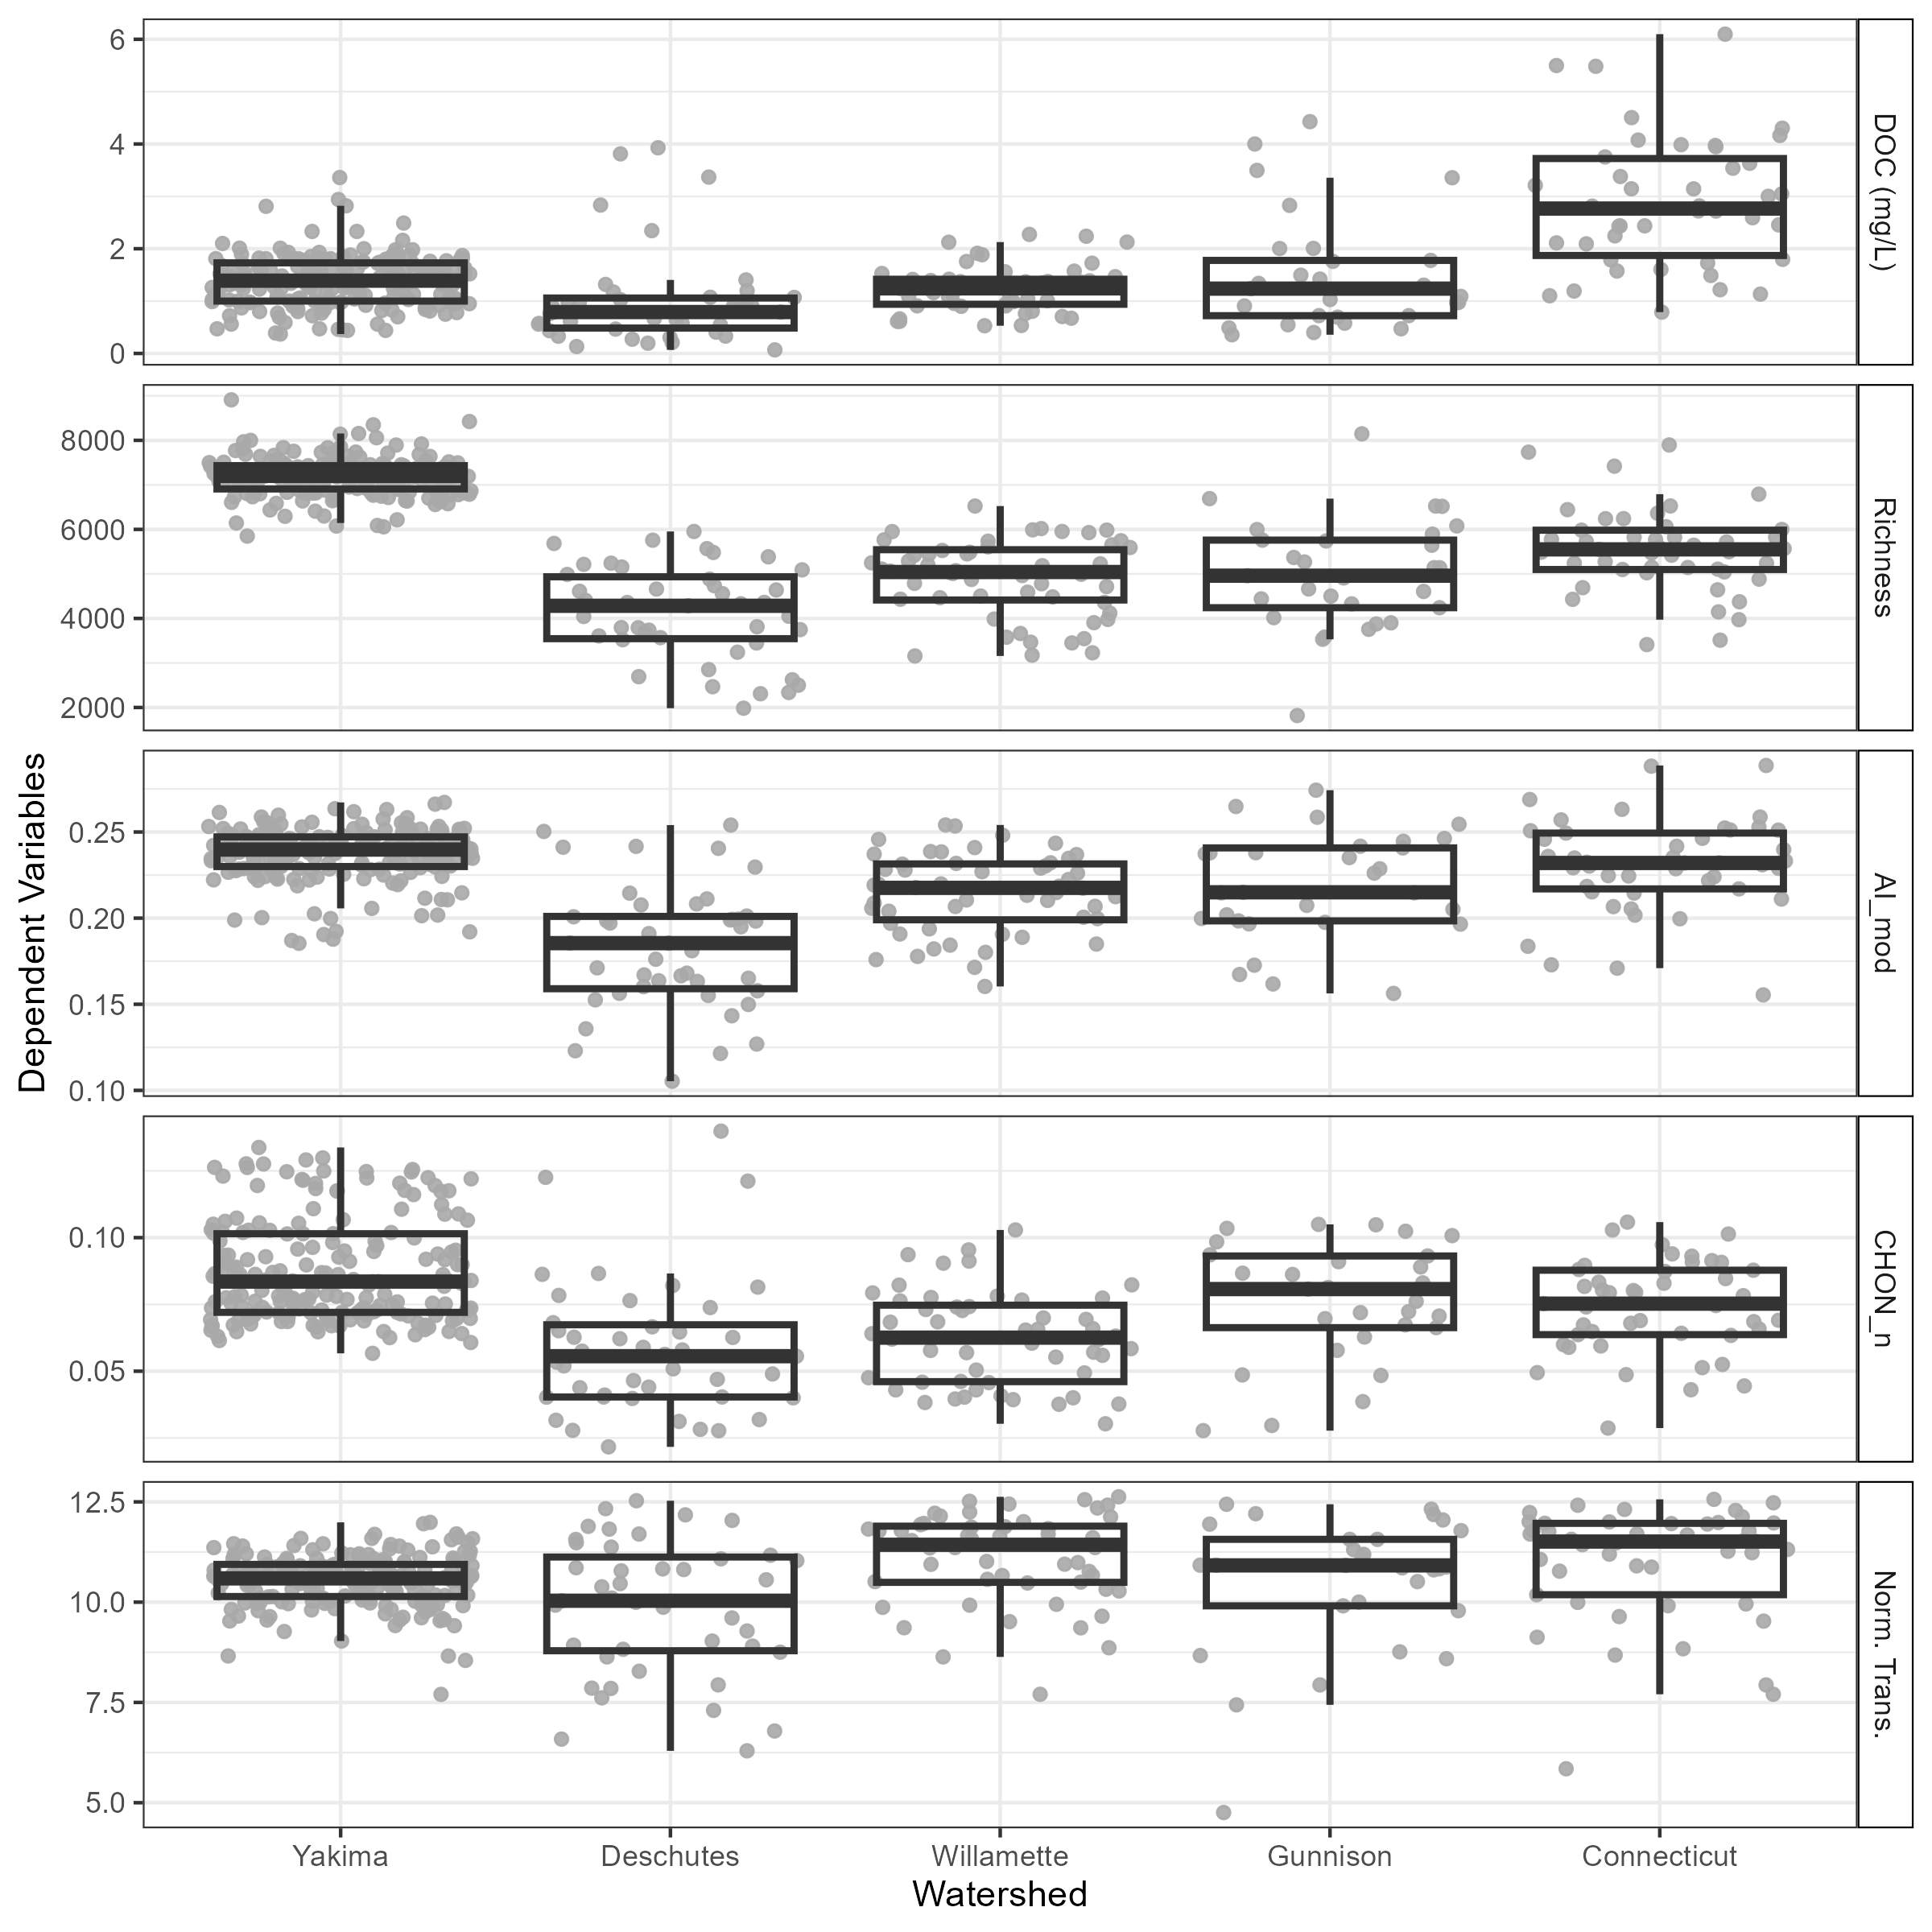 6
4
2
0
DOC (mg/L)
8000
6000
4000
2000
Richness
0.25
0.20
0.15
0.10
AI_mod
0.10
0.05
CHON_n
12.5
10.0
7.5
5.0
Norm. Trans.
Dependent Variables
Yakima
Deschutes
Willamette
Gunnison
Connecticut
Watershed